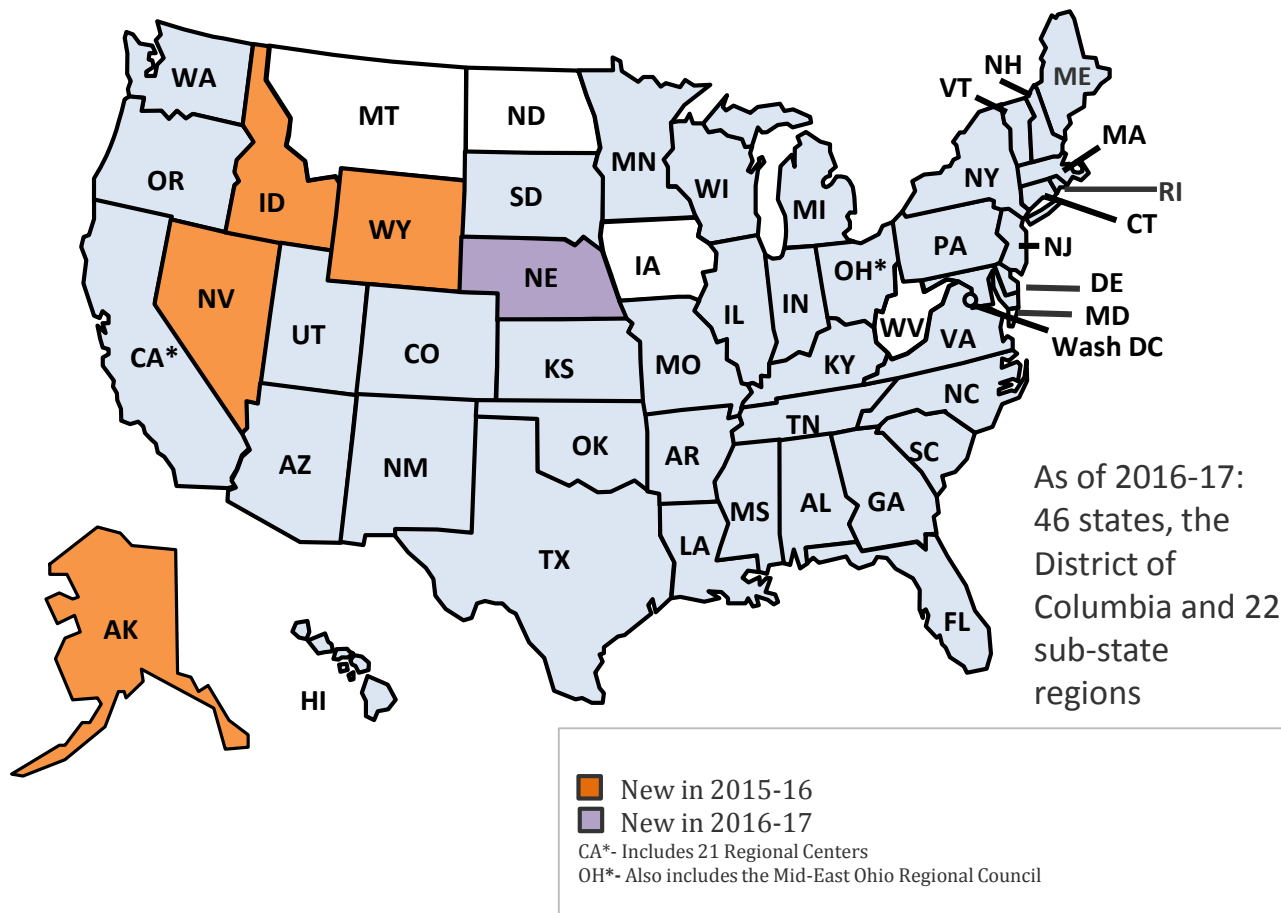 WA
MT
ND
MN
NH
VT
ME
MA
OR
ID
WY
SD
WI
MI
NY
RI
CT
NV
NE
IA
PA
NJ
OH*
DE
MD
Wash DC
CA*
UT
CO
KS
MO
IL
IN
WV
VA
KY
NC
AZ
NM
OK
AR
TN
SC
MS
AL
GA
TX
LA
FL
AK
HI
As of 2016-17:
46 states, the
District of
Columbia and 22
sub-state
regions
New in 2015-16
New in 2016-17
CA*- Includes 21 Regional Centers
OH*- Also includes the Mid-East Ohio Regional Council